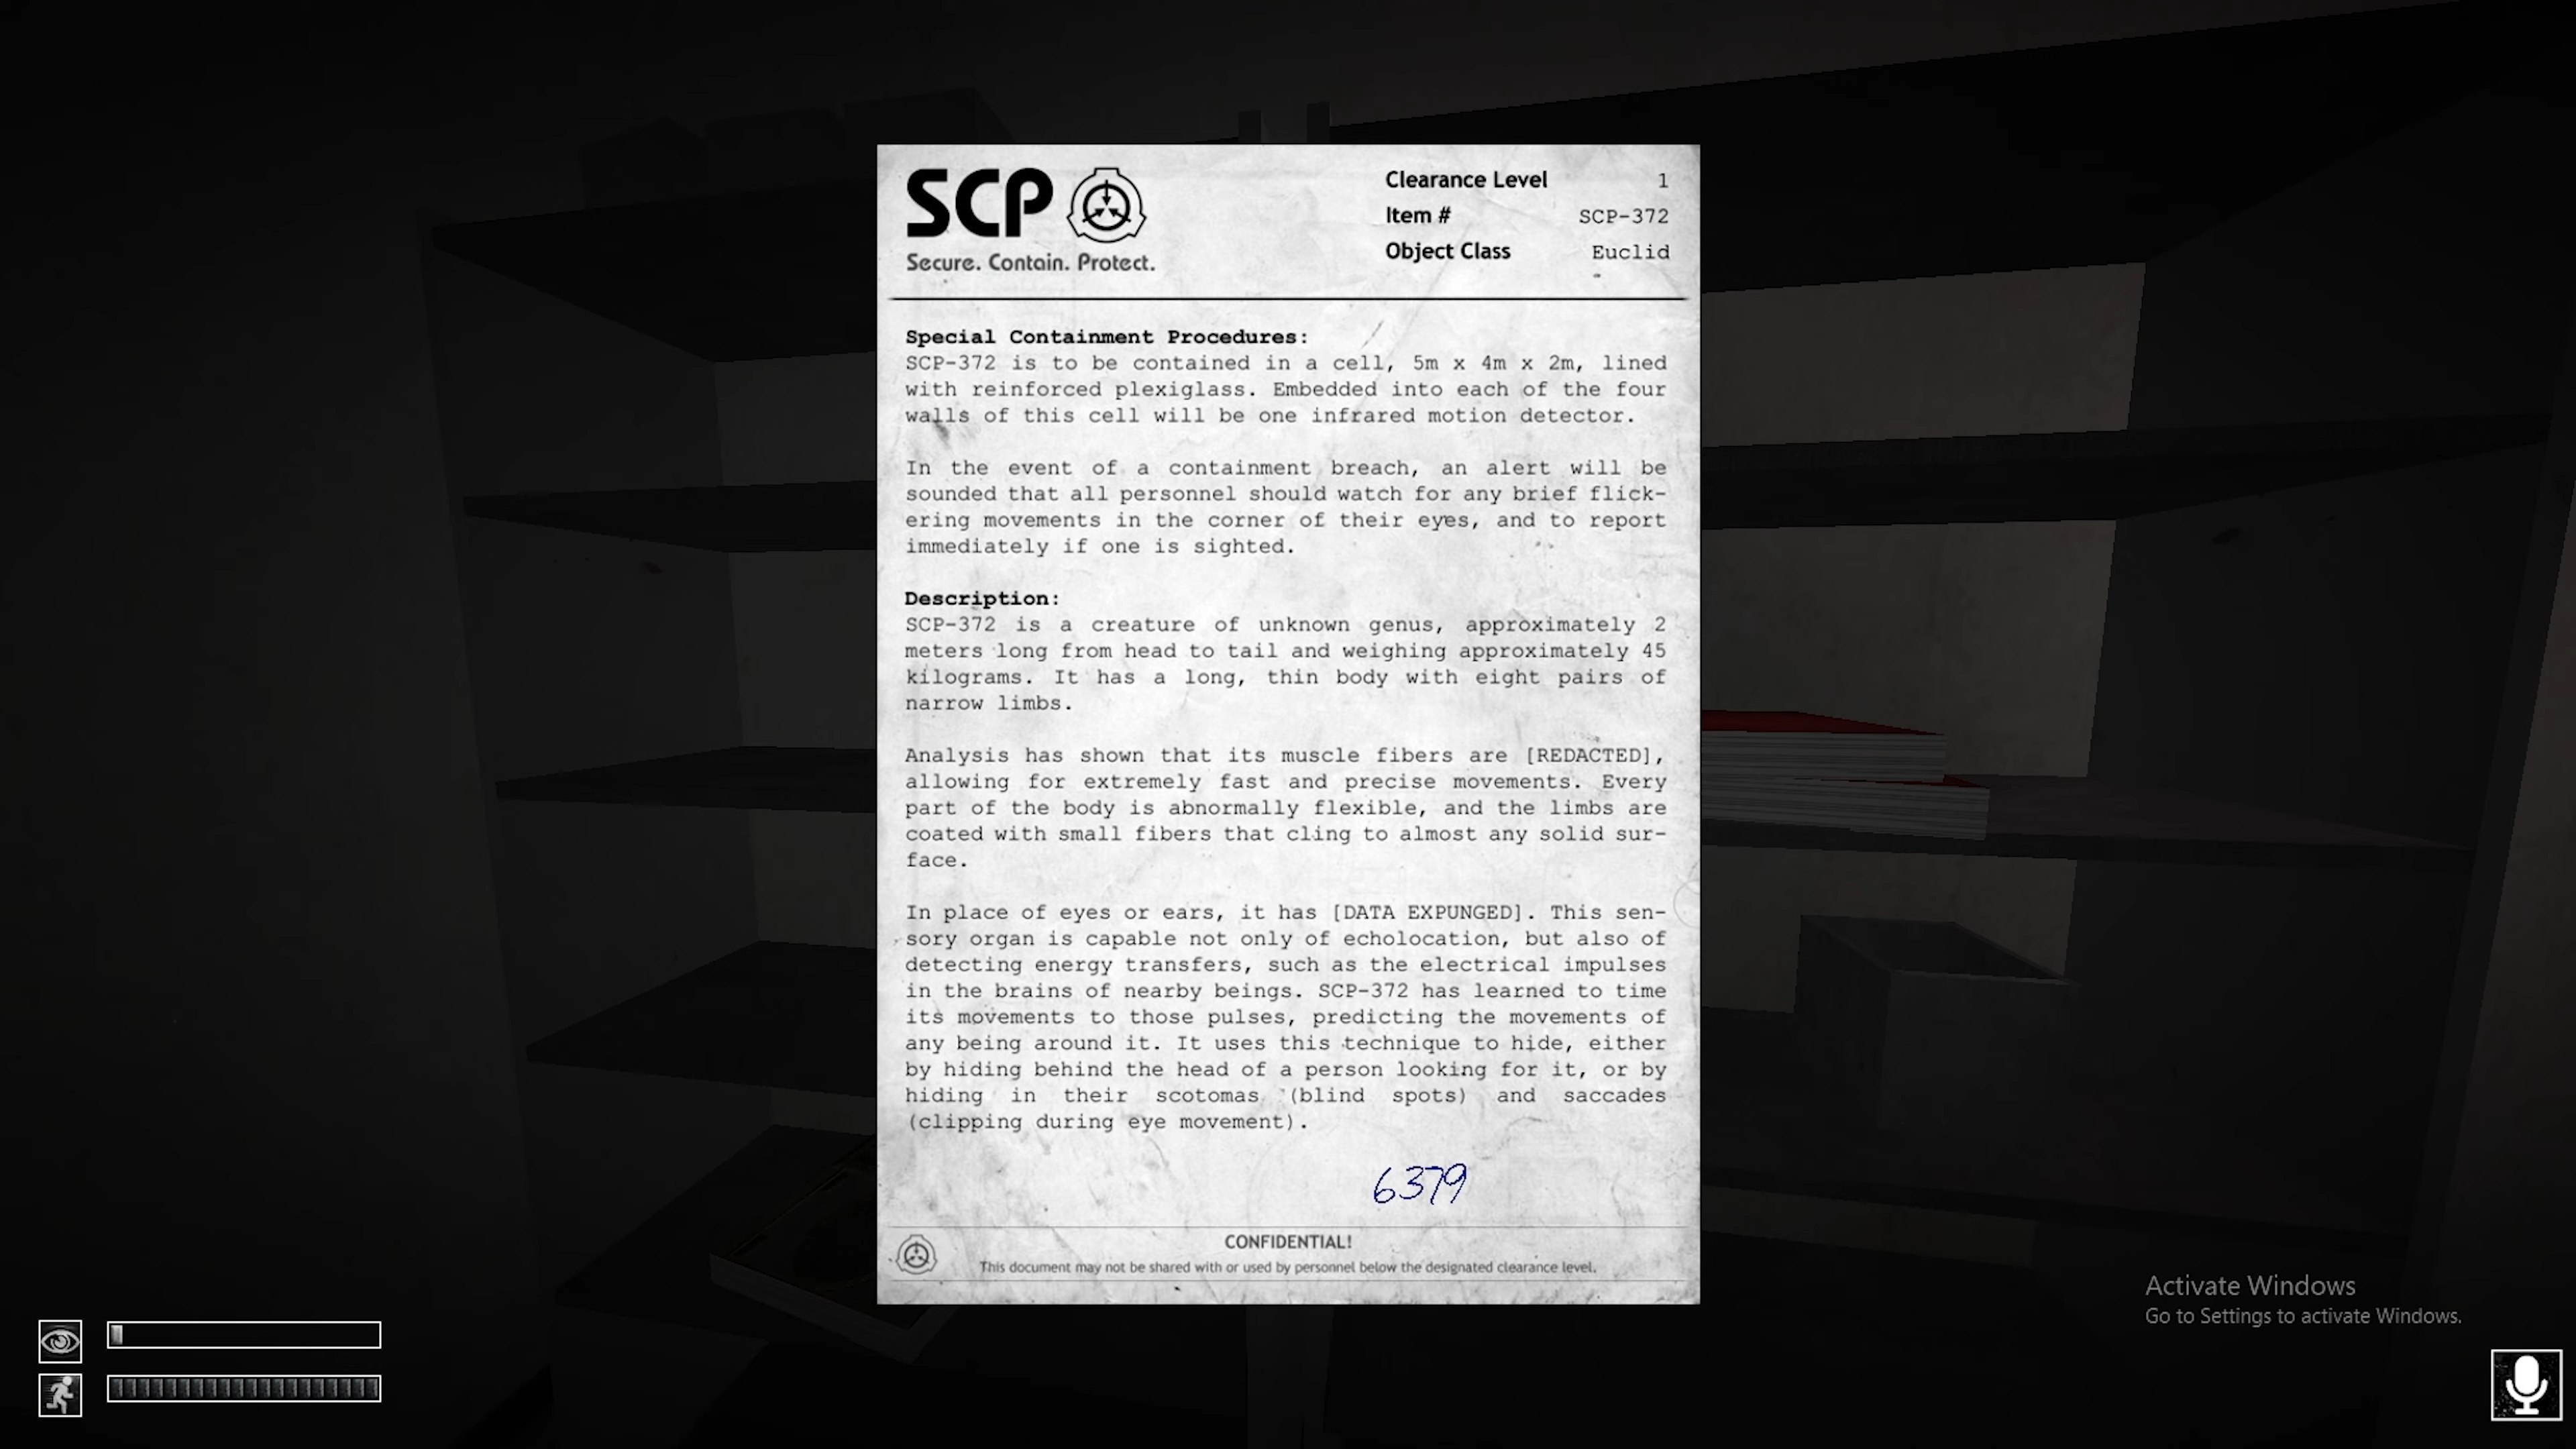 SCP
Secure. Contain. Protect.
Clearance Level 1
Item # SCP-372
Object Class Euclid
Special Containment Procedures:
SCP-372 is to be contained in a cell, 5m x 4m x 2m, lined
with reinforced plexiglass. Embedded into each of the four
walls of this cell will be one infrared motion detector.
In the event of a containment breach, an alert will be
sounded that all personnel should watch for any brief flick-
ering movements in the corner of their eyes, and to report
immediately if one is sighted.
Description:
SCP-372 is a creature of unknown genus, approximately 2
meters long from head to tail and weighing approximately 45
kilograms. It has a long, thin body with eight pairs of
narrow limbs.
Analysis has shown that its muscle fibers are [REDACTED],
allowing for extremely fast and precise movements. Every
part of the body is abnormally flexible, and the limbs are
coated with small fibers that cling to almost any solid sur-
face.
In place of eyes or ears, it has [DATA EXPUNGED]. This sen-
sory organ is capable not only of echolocation, but also of
detecting energy transfers, such as the electrical impulses
in the brains of nearby beings. SCP-372 has learned to time
its movements to those pulses, predicting the movements of
any being around it. It uses this technique to hide, either
by hiding behind the head of a person looking for it, or by
hiding in their scotomas (blind spots) and saccades
(clipping during eye movement).
6379
CONFIDENTIAL!
This document may not be shared with or used by personnel below the designated clearance level.
Activate Windows
Go to Settings to activate Windows.